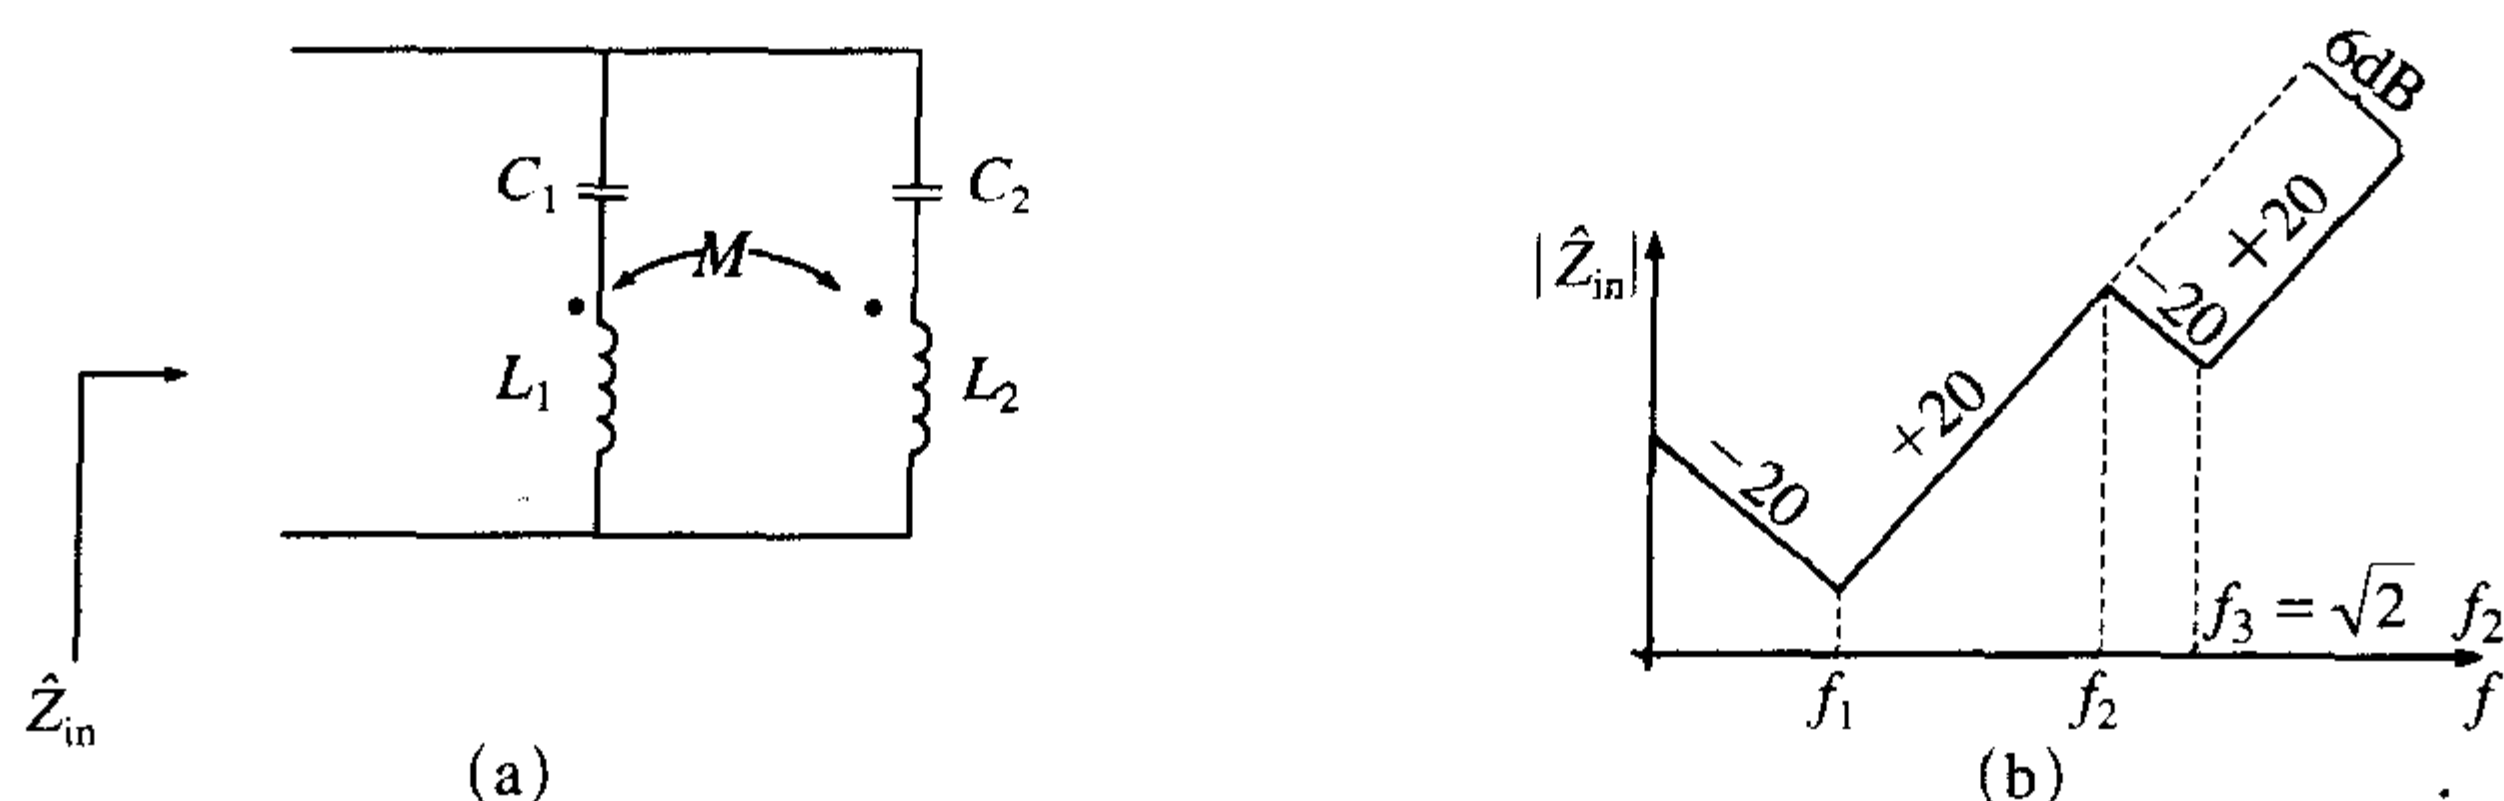 C₁
C₂
M
L₁
L₂
Ẑin
(a)
|Ẑin|
−20
+20
−20
+20
6dB
f₃ = √2 f₂
f₁
f₂
f
(b)